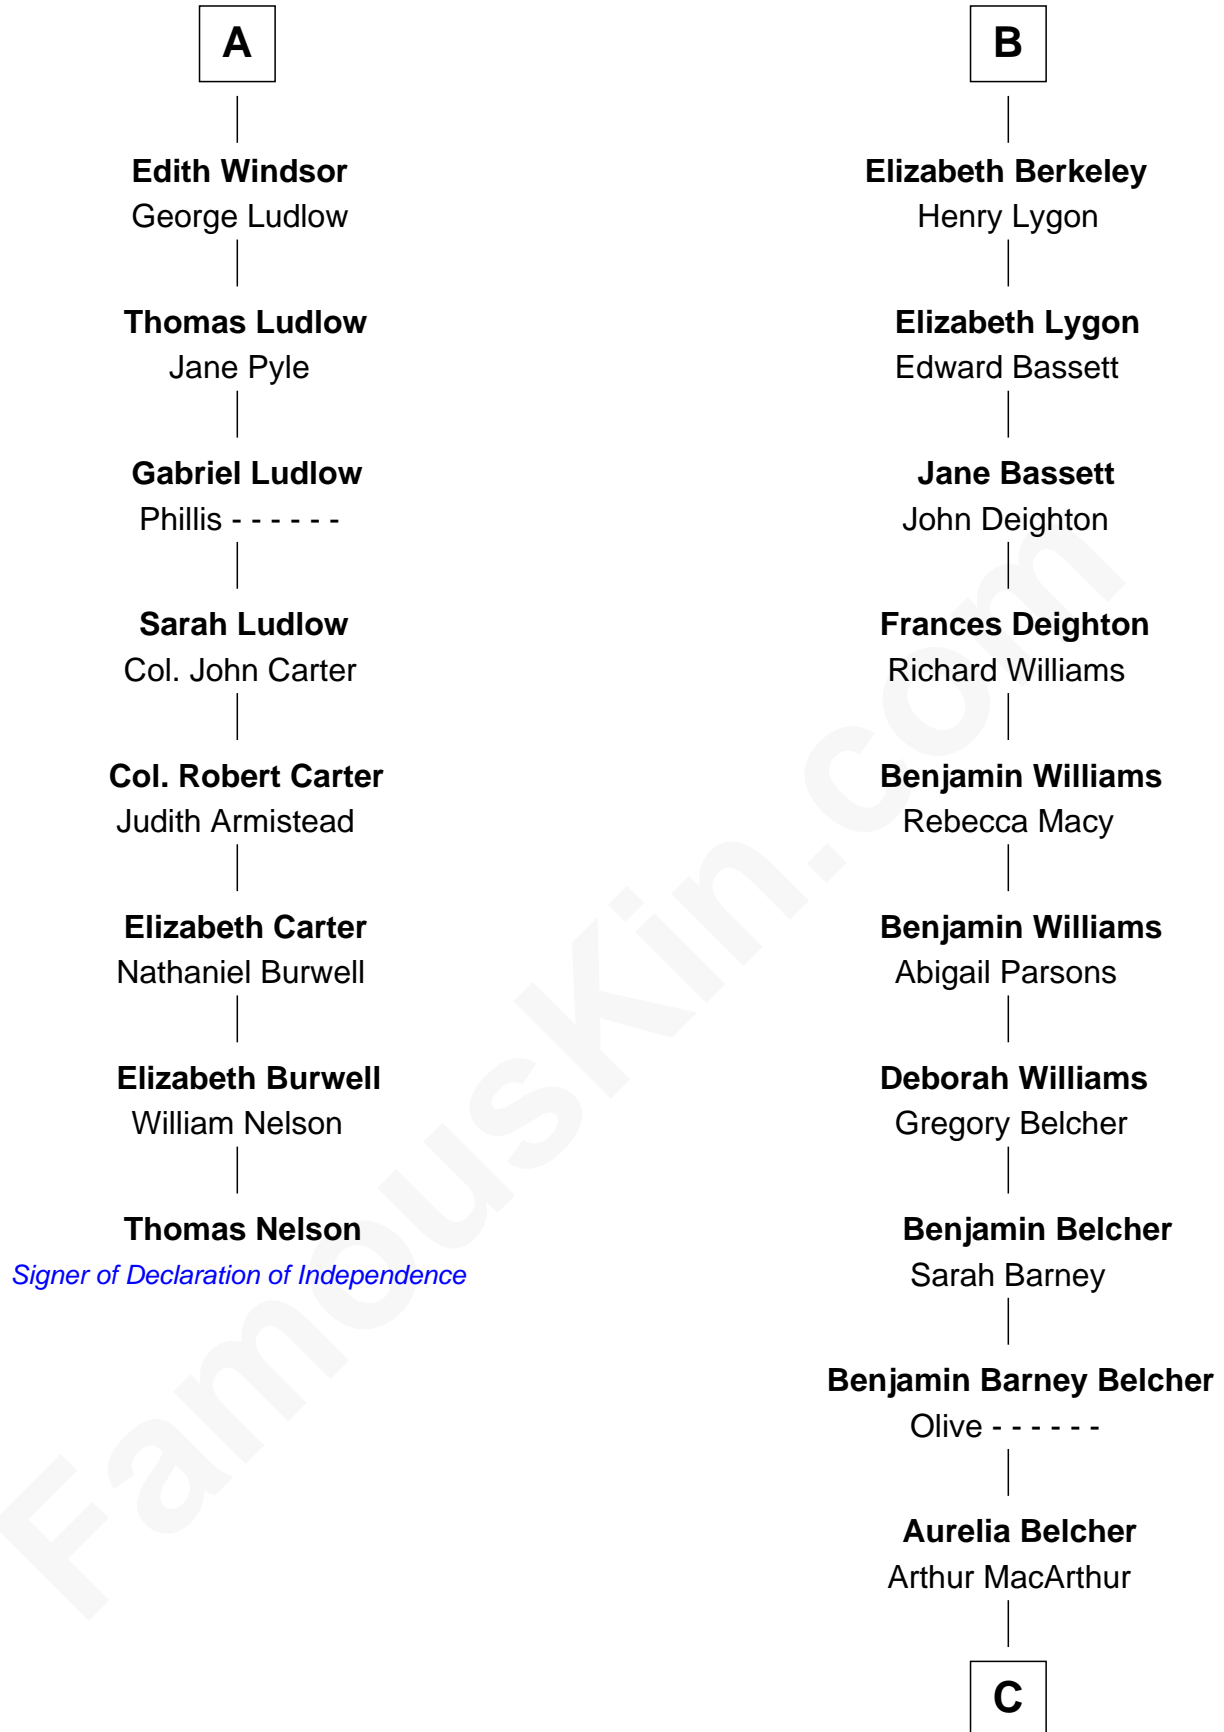 A
Edith Windsor
George Ludlow
Thomas Ludlow
Jane Pyle
Gabriel Ludlow
Phillis - - - - - -
Sarah Ludlow
Col. John Carter
Col. Robert Carter
Judith Armistead
Elizabeth Carter
Nathaniel Burwell
Elizabeth Burwell
William Nelson
Thomas Nelson
Signer of Declaration of Independence
B
Elizabeth Berkeley
Henry Lygon
Elizabeth Lygon
Edward Bassett
Jane Bassett
John Deighton
Frances Deighton
Richard Williams
Benjamin Williams
Rebecca Macy
Benjamin Williams
Abigail Parsons
Deborah Williams
Gregory Belcher
Benjamin Belcher
Sarah Barney
Benjamin Barney Belcher
Olive - - - - - -
Aurelia Belcher
Arthur MacArthur
C
FamousKin.com